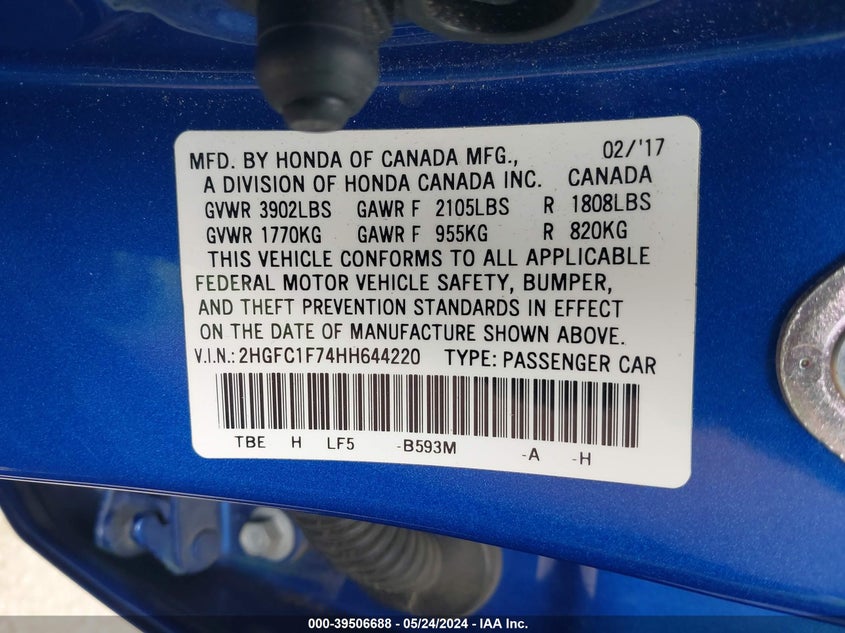 MFD. BY HONDA OF CANADA MFG., 02/'17
A DIVISION OF HONDA CANADA INC. CANADA
GVWR 3902LBS GAWR F 2105LBS R 1808LBS
GVWR 1770KG GAWR F 955KG R 820KG
THIS VEHICLE CONFORMS TO ALL APPLICABLE
FEDERAL MOTOR VEHICLE SAFETY, BUMPER,
AND THEFT PREVENTION STANDARDS IN EFFECT
ON THE DATE OF MANUFACTURE SHOWN ABOVE.
V.I.N.: 2HGFC1F74HH644220 TYPE: PASSENGER CAR
TBE H LF5 -B593M -A -H
000-39506688 - 05/24/2024 - IAA Inc.